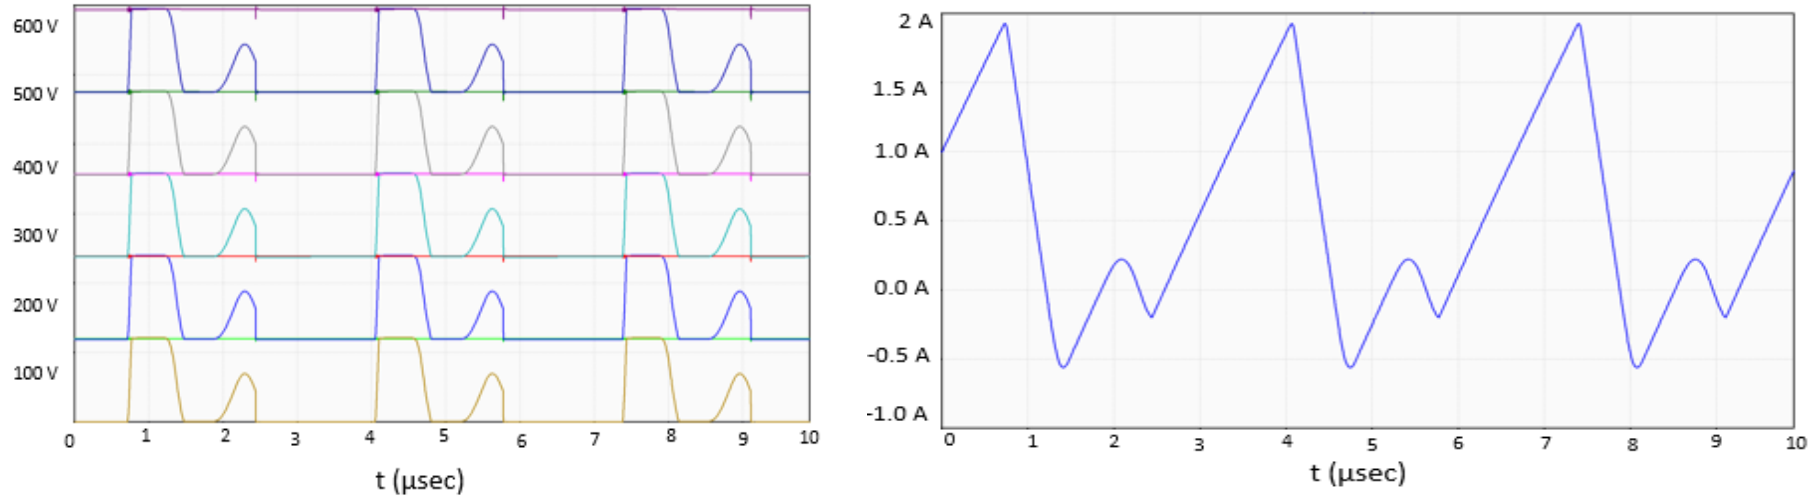 600 V
500 V
400 V
300 V
200 V
100 V
0 1 2 3 4 5 6 7 8 9 10
t (μsec)
2 A
1.5 A
1.0 A
0.5 A
0.0 A
-0.5 A
-1.0 A
0 1 2 3 4 5 6 7 8 9 10
t (μsec)